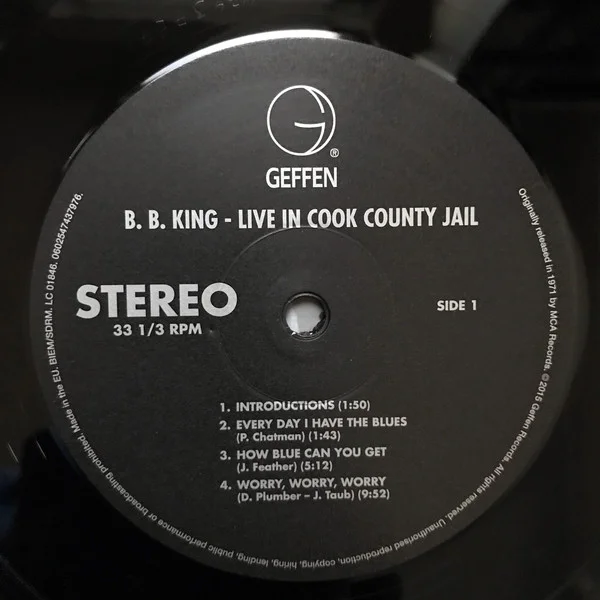 GEFFEN
®
B. B. KING - LIVE IN COOK COUNTY JAIL
STEREO
33 1/3 RPM
SIDE 1
1. INTRODUCTIONS (1:50)
2. EVERY DAY I HAVE THE BLUES
(P. Chatman) (1:43)
3. HOW BLUE CAN YOU GET
(J. Feather) (5:12)
4. WORRY, WORRY, WORRY
(D. Plumber – J. Taub) (9:52)
Originally released in 1971 by MCA Records. ©2015 Geffen Records. All rights reserved. Unauthorised reproduction, copying, hiring, lending, public performance or broadcasting prohibited. Made in the EU. BIEM/SDRM. LC 01846. 0602547437976.